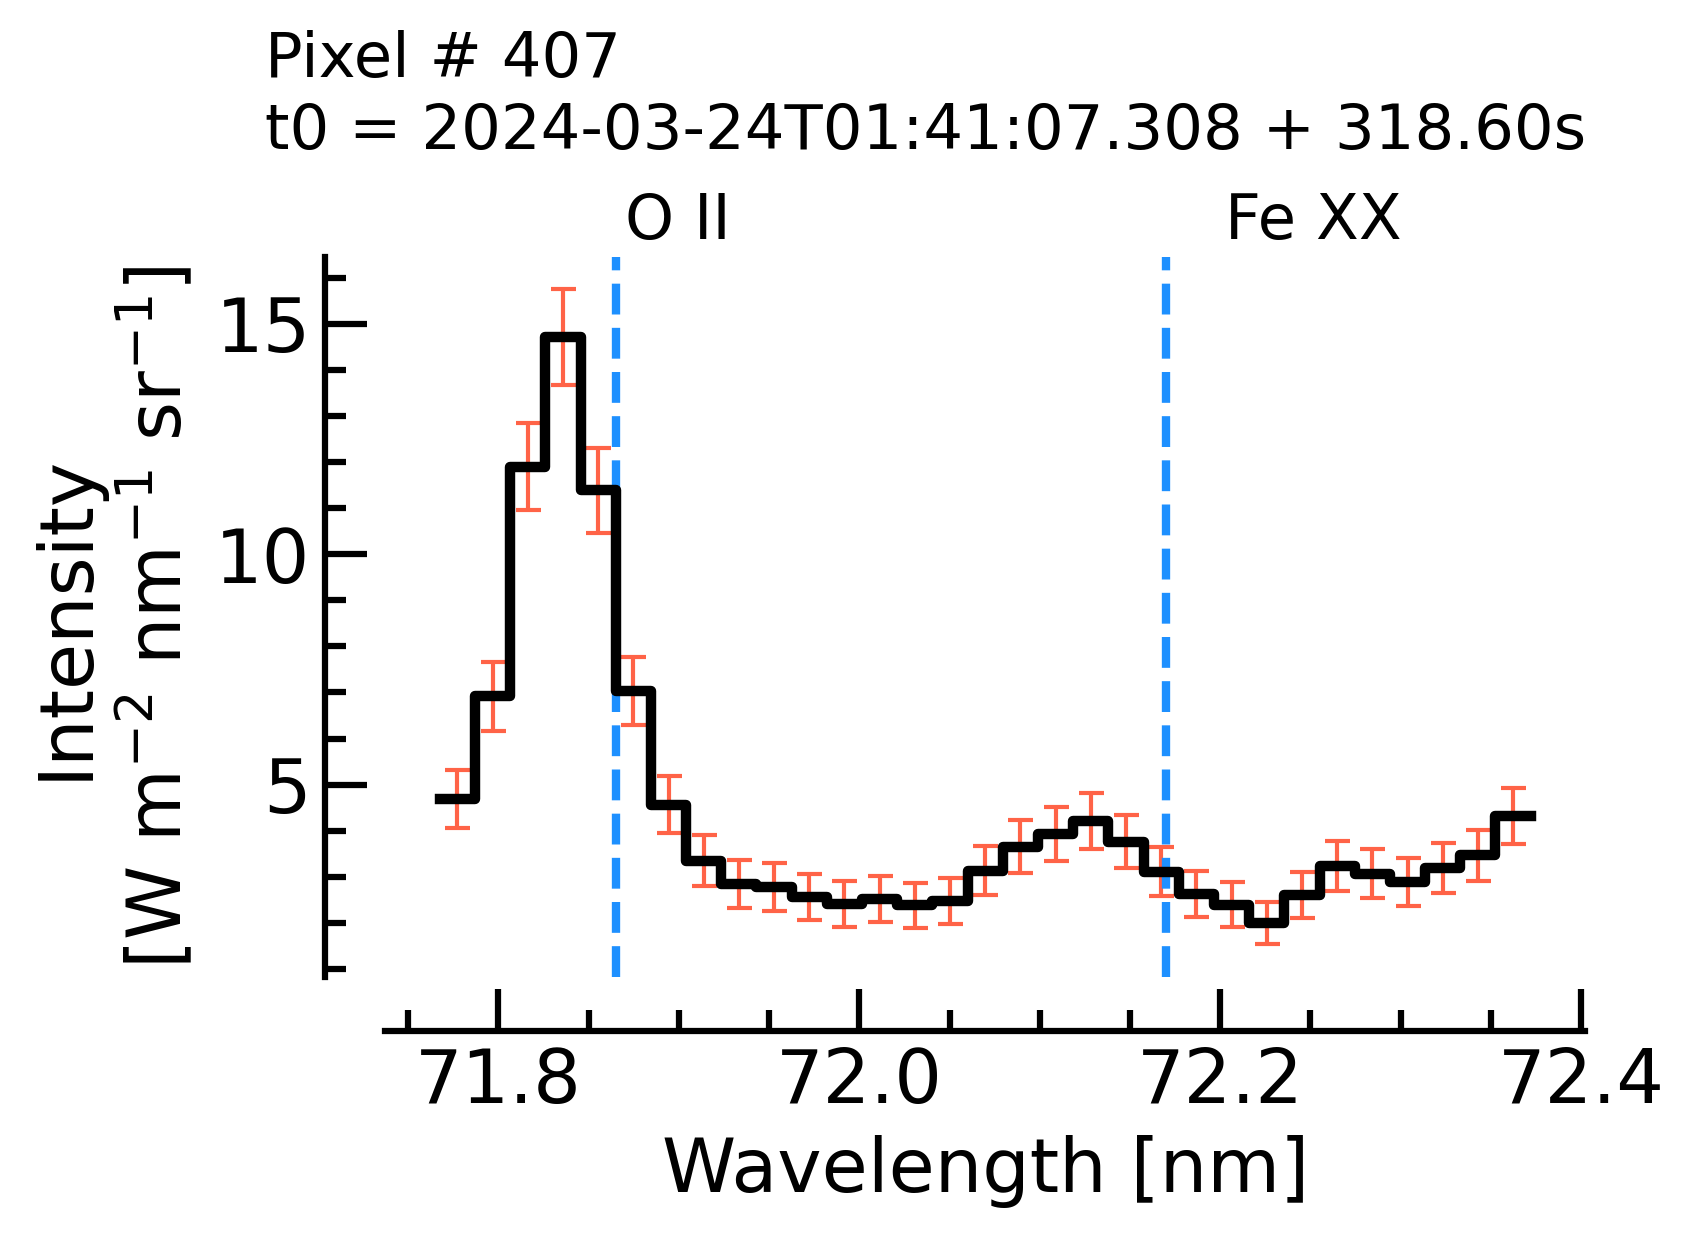 Pixel # 407
t0 = 2024-03-24T01:41:07.308 + 318.60s
O II
Fe XX
Intensity
[W m⁻² nm⁻¹ sr⁻¹]
15
10
5
71.8 72.0 72.2 72.4
Wavelength [nm]